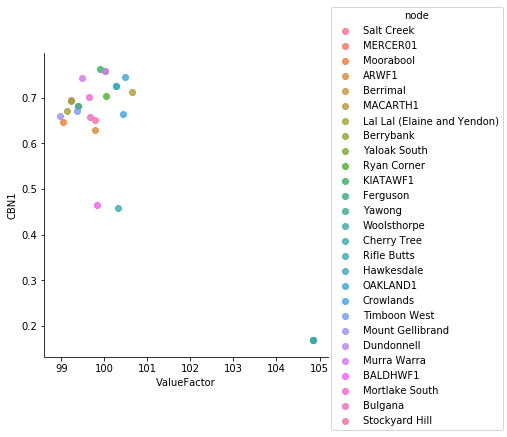 node
Salt Creek
MERCER01
Moorabool
ARWF1
Berrimal
MACARTH1
Lal Lal (Elaine and Yendon)
Berrybank
Yaloak South
Ryan Corner
KIATAWF1
Ferguson
Yawong
Woolsthorpe
Cherry Tree
Rifle Butts
Hawkesdale
OAKLAND1
Crowlands
Timboon West
Mount Gellibrand
Dundonnell
Murra Warra
BALDHWF1
Mortlake South
Bulgana
Stockyard Hill
CBN1
0.7
0.6
0.5
0.4
0.3
0.2
99 100 101 102 103 104 105
ValueFactor